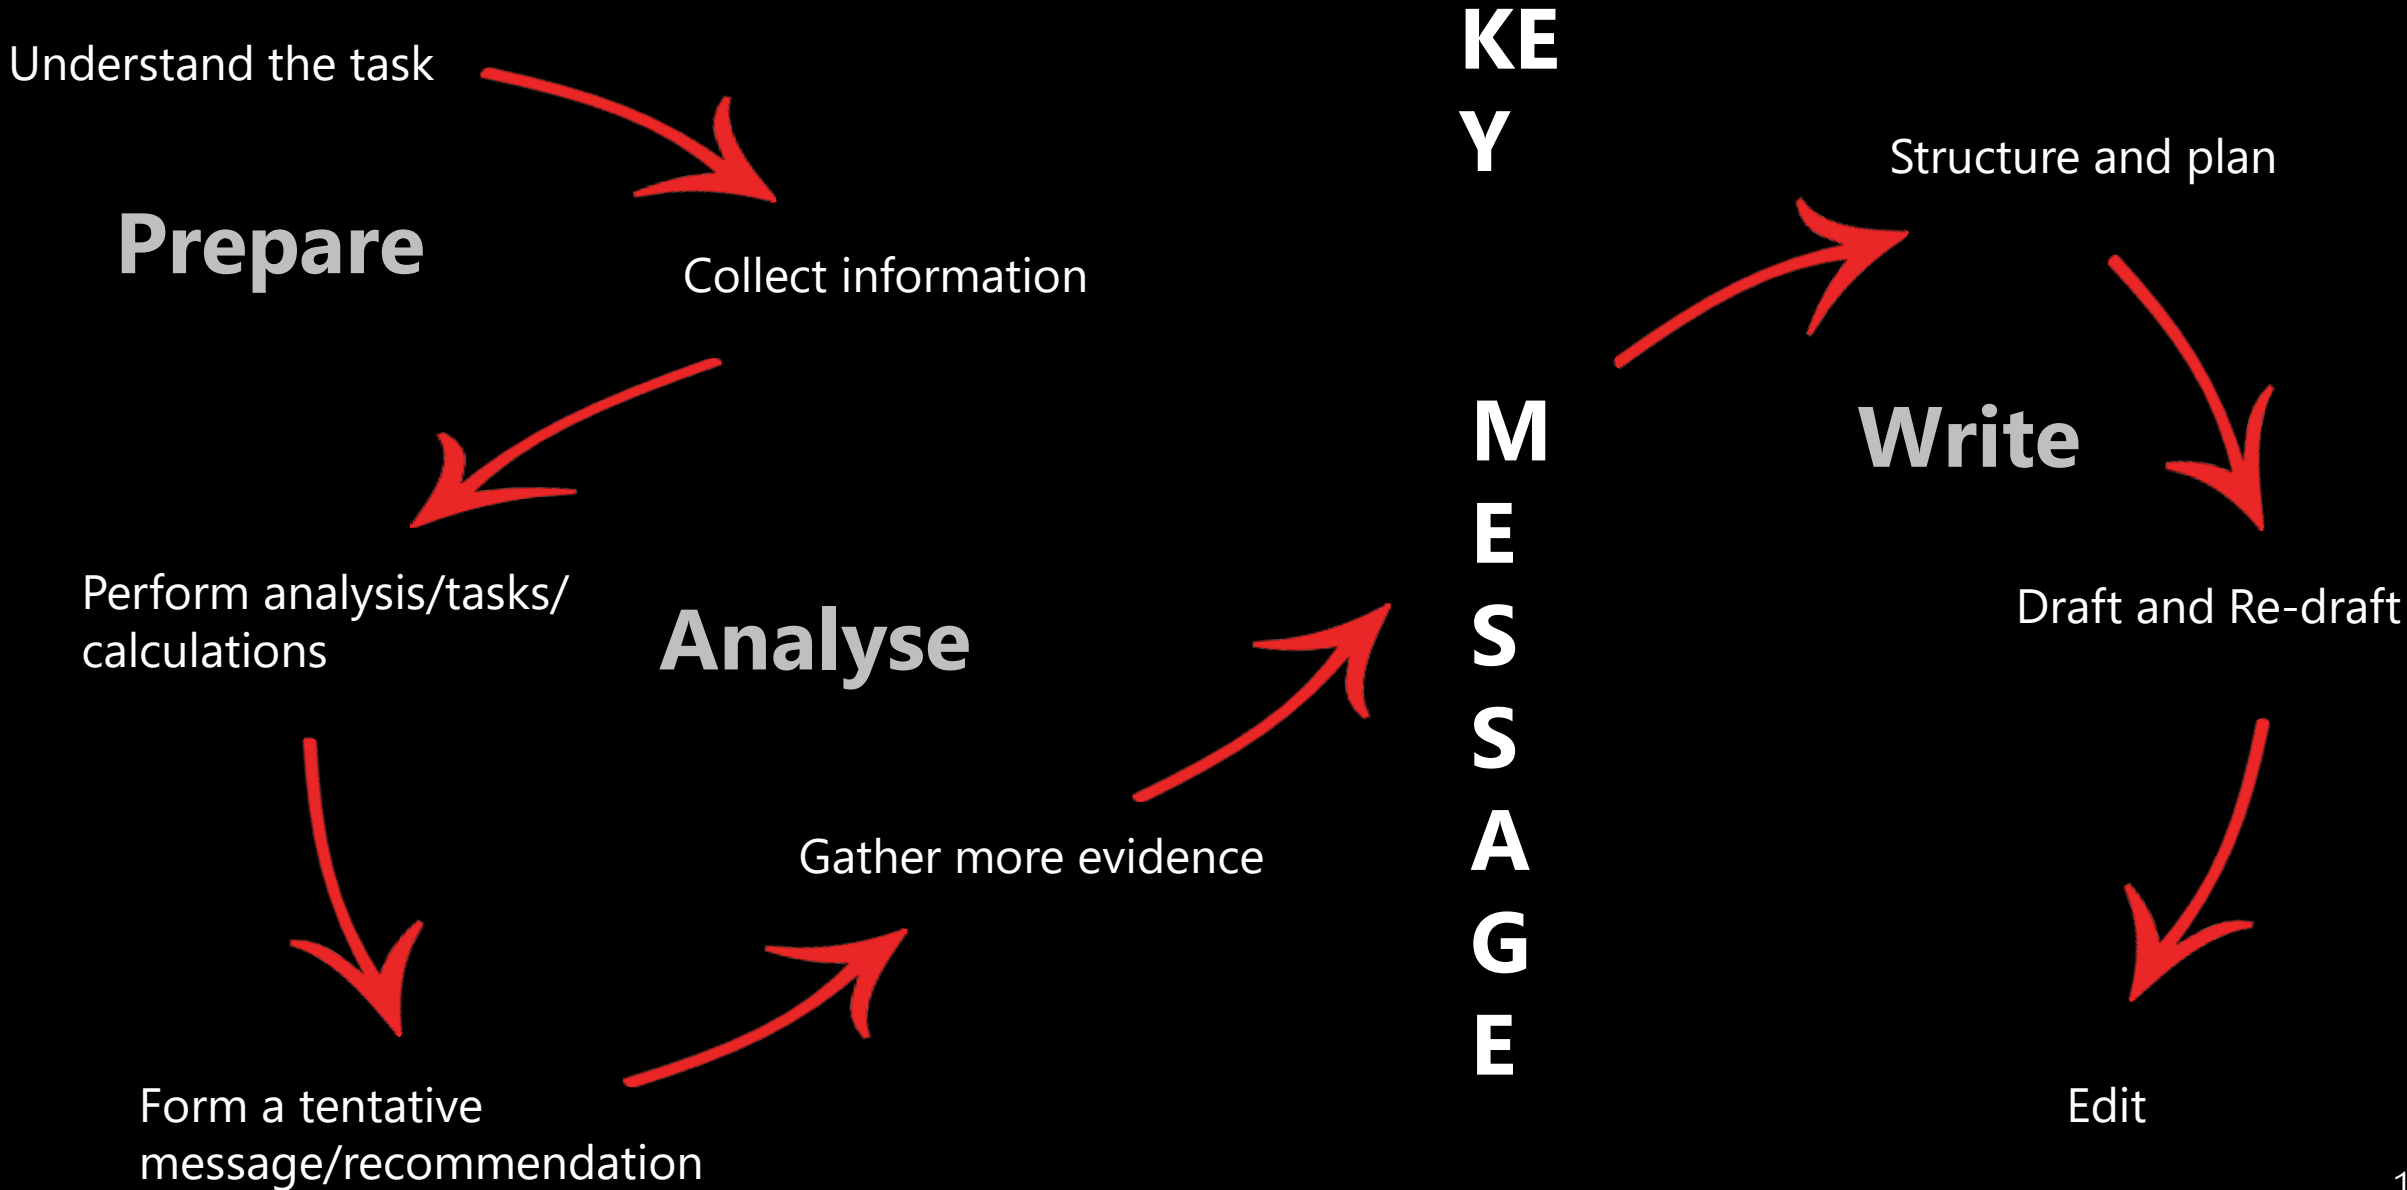 Understand the task
Prepare
Collect information
Perform analysis/tasks/
calculations
Analyse
Form a tentative
message/recommendation
Gather more evidence
KE
Y
M
E
S
S
A
G
E
Structure and plan
Write
Draft and Re-draft
Edit